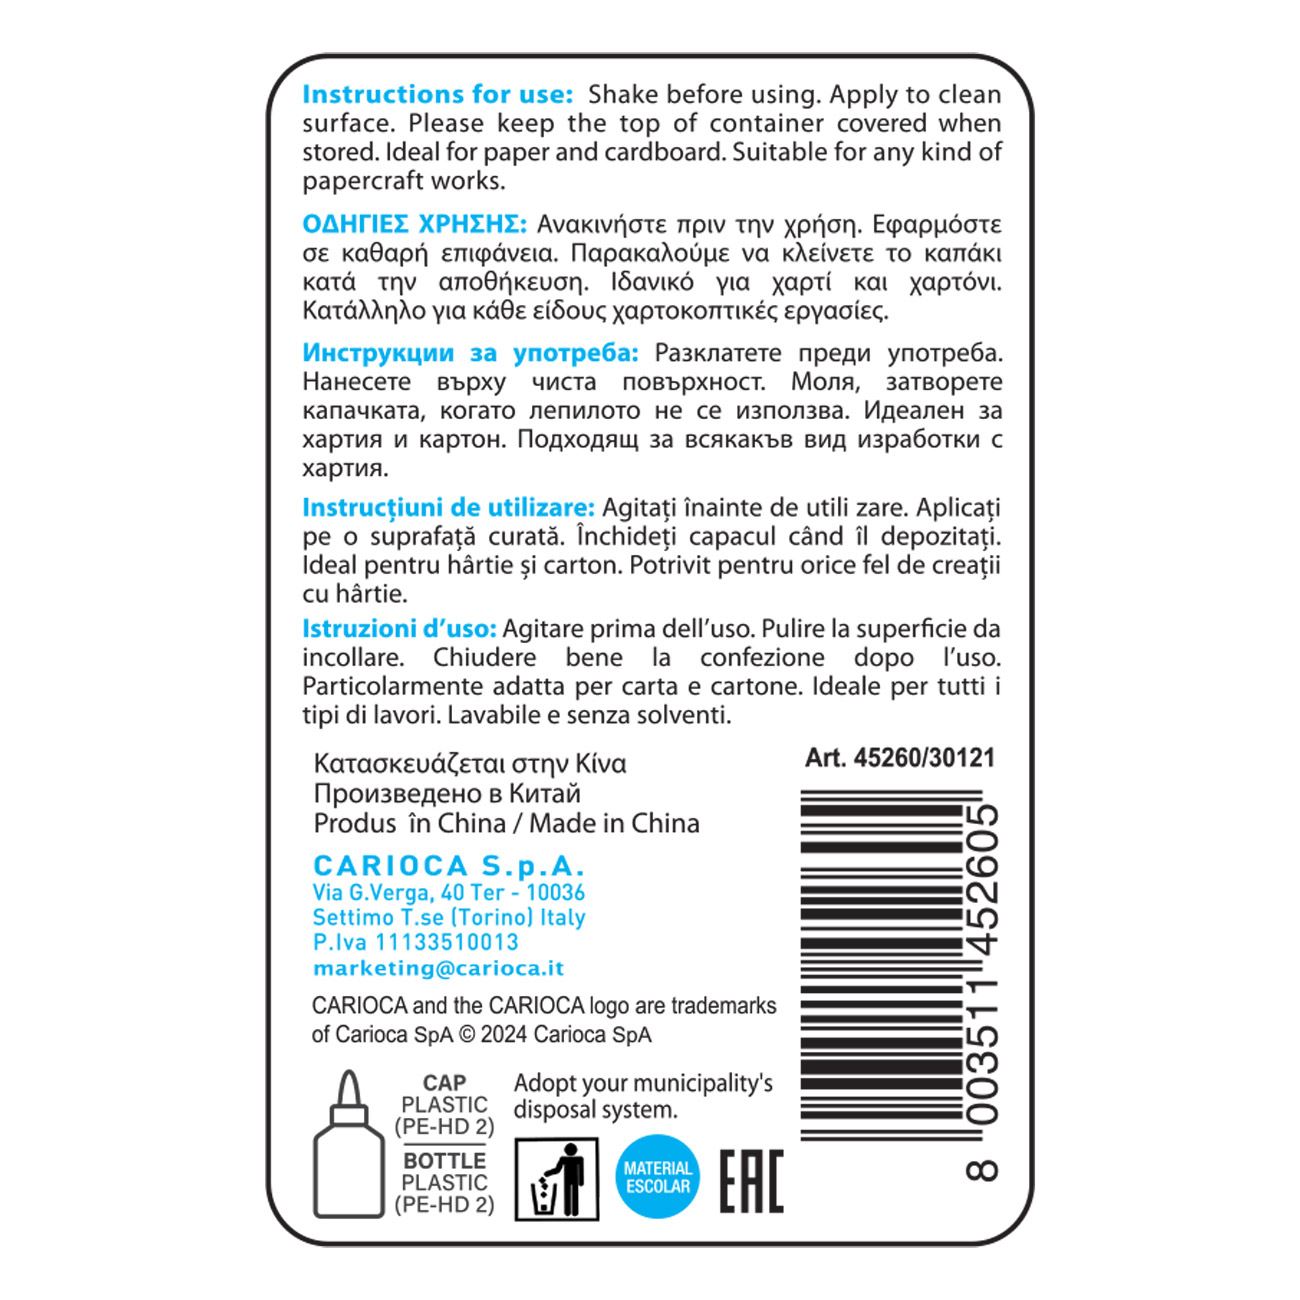 Instructions for use: Shake before using. Apply to clean
surface. Please keep the top of container covered when
stored. Ideal for paper and cardboard. Suitable for any kind of
papercraft works.
ΟΔΗΓΙΕΣ ΧΡΗΣΗΣ: Ανακινήστε πριν την χρήση. Εφαρμόστε
σε καθαρή επιφάνεια. Παρακαλούμε να κλείνετε το καπάκι
κατά την αποθήκευση. Ιδανικό για χαρτί και χαρτόνι.
Κατάλληλο για κάθε είδους χαρτοκοπτικές εργασίες.
Инструкции за употреба: Разклатете преди употреба.
Нанесете върху чиста повърхност. Моля, затворете
капачката, когато лепилото не се използва. Идеален за
хартия и картон. Подходящ за всякакъв вид изработки с
хартия.
Instrucțiuni de utilizare: Agitați înainte de utili zare. Aplicați
pe o suprafață curată. Închideți capacul când îl depozitați.
Ideal pentru hârtie și carton. Potrivit pentru orice fel de creații
cu hârtie.
Istruzioni d’uso: Agitare prima dell’uso. Pulire la superficie da
incollare. Chiudere bene la confezione dopo l’uso.
Particolarmente adatta per carta e cartone. Ideale per tutti i
tipi di lavori. Lavabile e senza solventi.
Κατασκευάζεται στην Κίνα
Произведено в Китай
Produs în China / Made in China
CARIOCA S.p.A.
Via G.Verga, 40 Ter - 10036
Settimo T.se (Torino) Italy
P.Iva 11133510013
marketing@carioca.it
CARIOCA and the CARIOCA logo are trademarks
of Carioca SpA © 2024 Carioca SpA
Art. 45260/30121
8 003511 452605
CAP
PLASTIC
(PE-HD 2)
BOTTLE
PLASTIC
(PE-HD 2)
Adopt your municipality's
disposal system.
MATERIAL
ESCOLAR
EAC